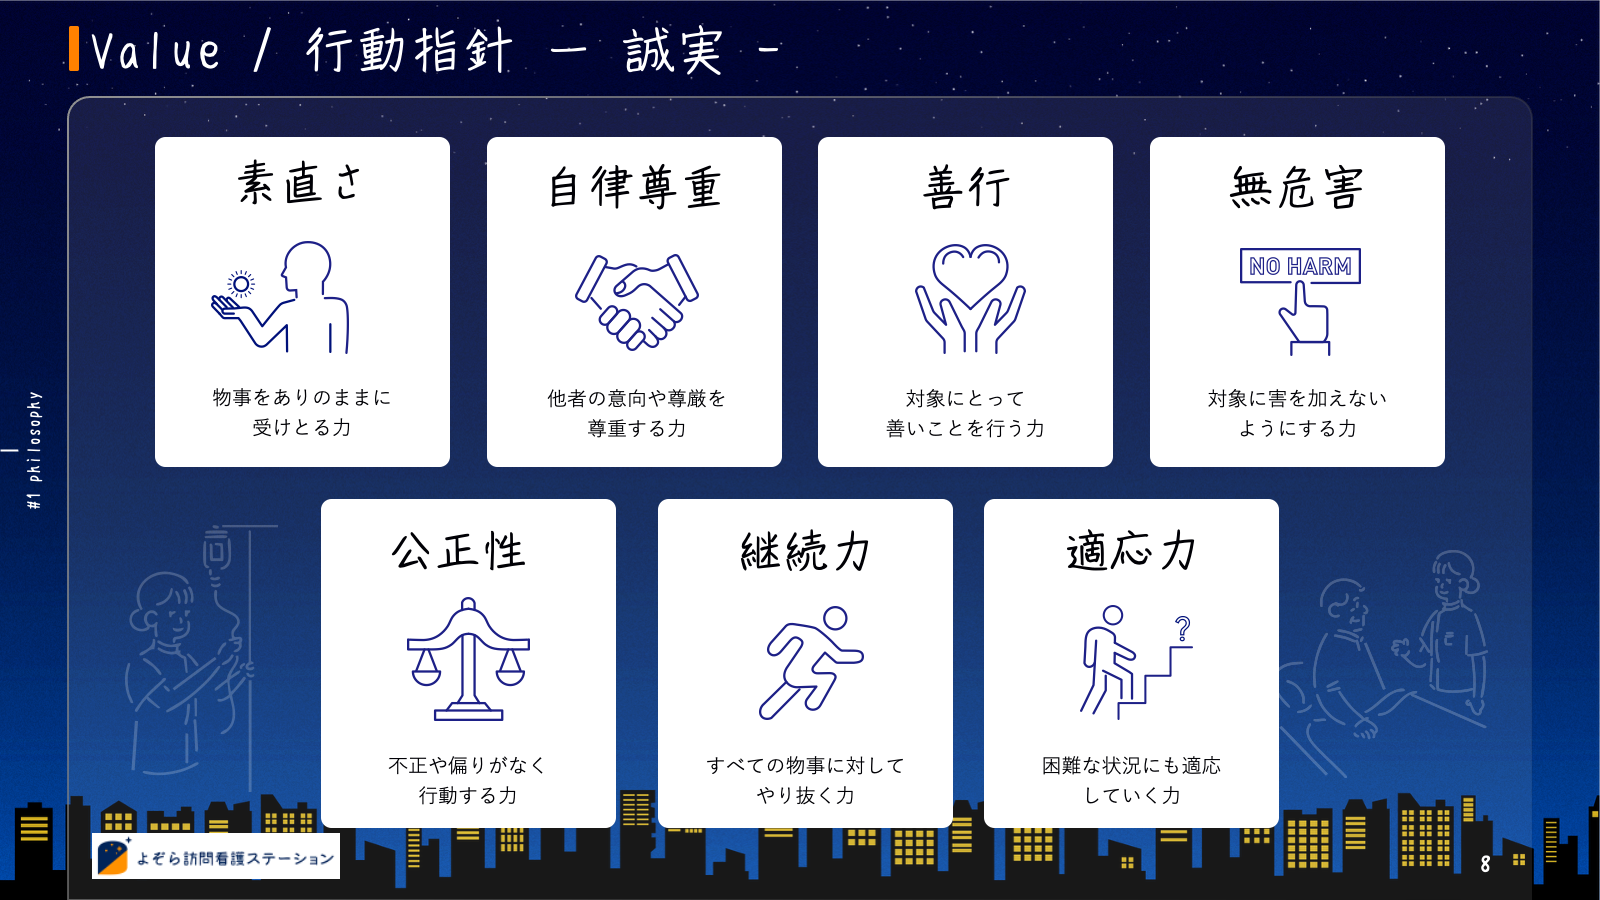 Value / 行動指針 ー 誠実 -
素直さ
物事をありのままに
受けとる力
自律尊重
他者の意向や尊厳を
尊重する力
善行
対象にとって
善いことを行う力
無危害
NO HARM
対象に害を加えない
ようにする力
公正性
不正や偏りがなく
行動する力
継続力
すべての物事に対して
やり抜く力
適応力
?
困難な状況にも適応
していく力
#1 philosophy
よぞら訪問看護ステーション
8